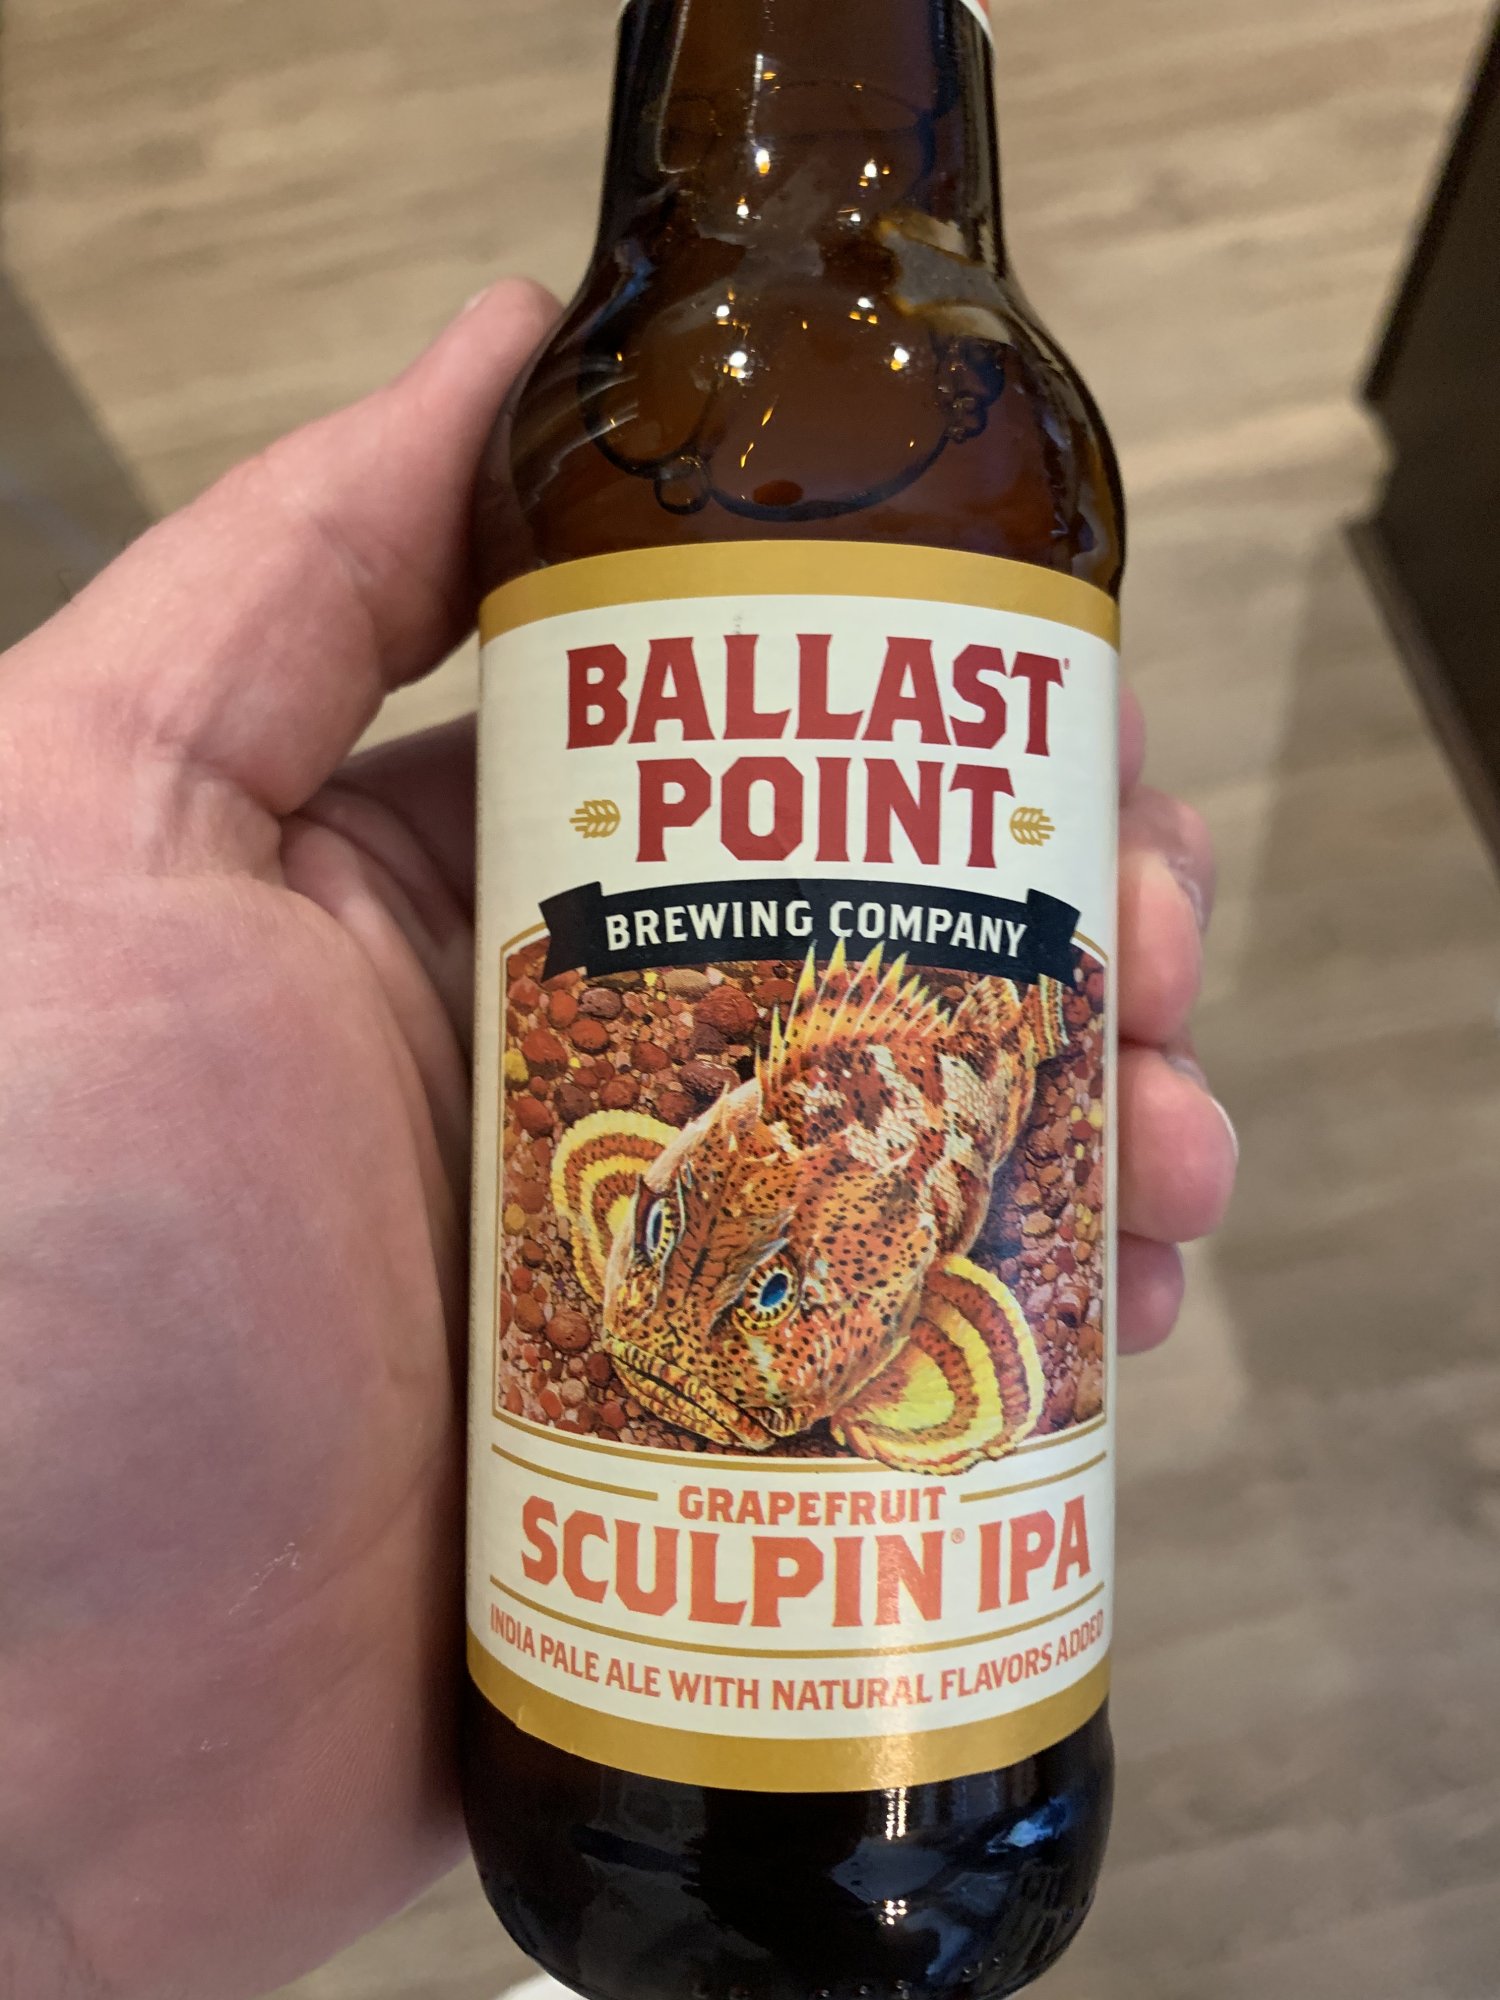 BALLAST®
POINT
BREWING COMPANY
GRAPEFRUIT
SCULPIN® IPA
INDIA PALE ALE WITH NATURAL FLAVORS ADDED